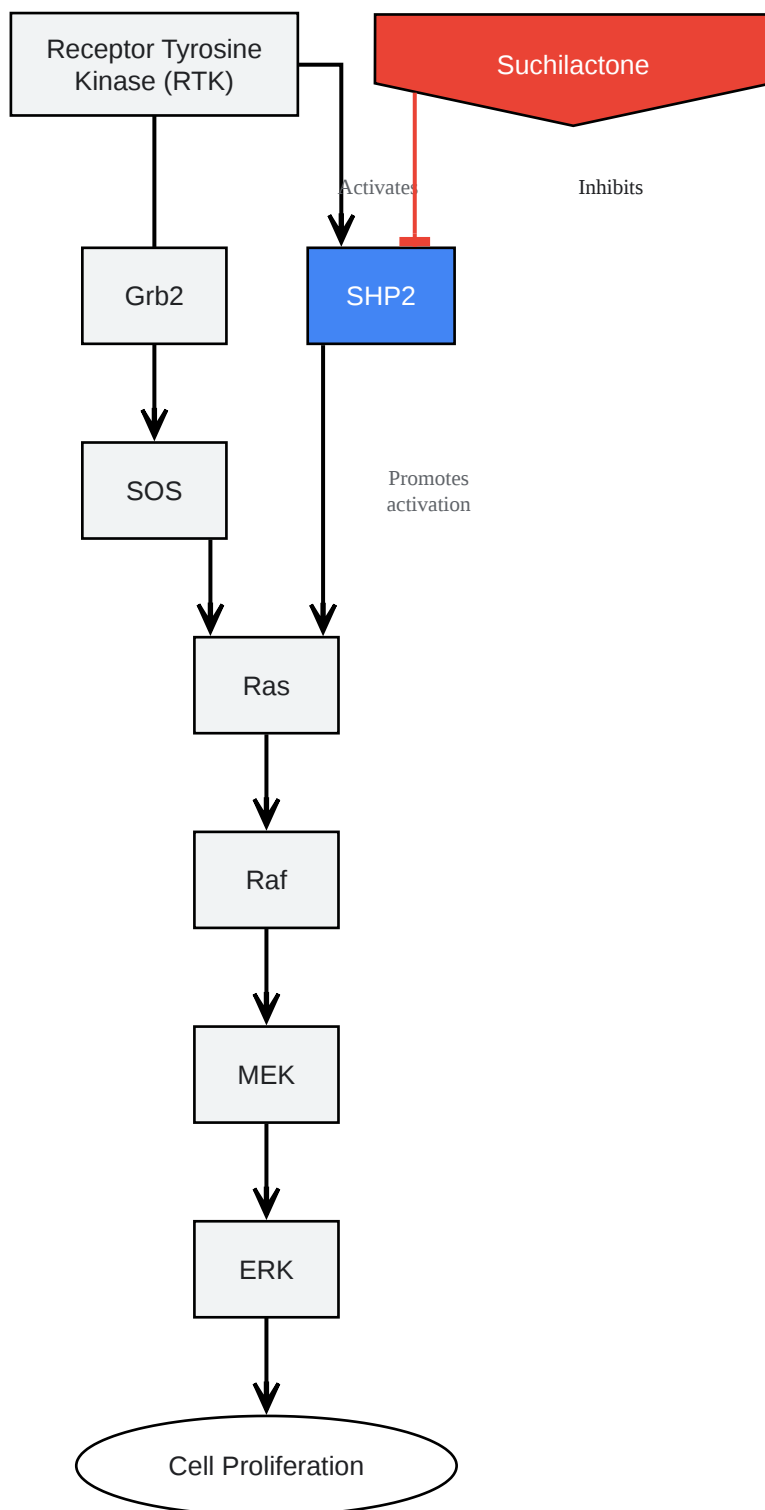 Receptor Tyrosine
Kinase (RTK)
Suchilactone
Activates
Inhibits
Grb2
SHP2
SOS
Promotes
activation
Ras
Raf
MEK
ERK
Cell Proliferation